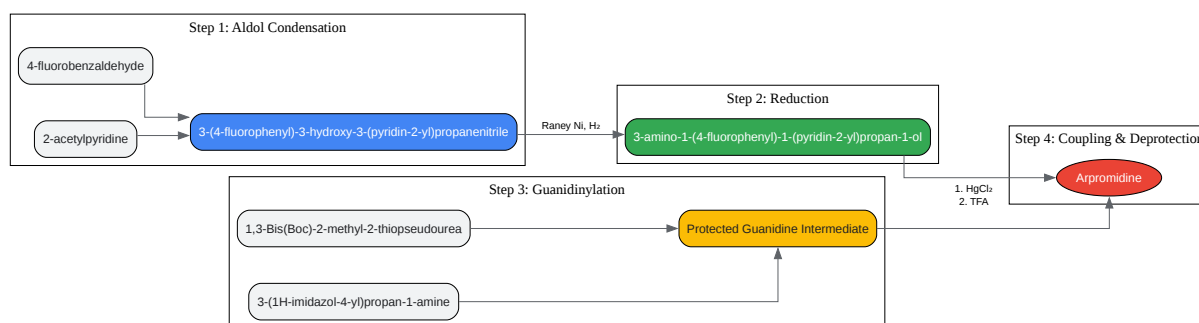 Step 1: Aldol Condensation
4-fluorobenzaldehyde
2-acetylpyridine
3-(4-fluorophenyl)-3-hydroxy-3-(pyridin-2-yl)propanenitrile
Raney Ni, H₂
Step 2: Reduction
3-amino-1-(4-fluorophenyl)-1-(pyridin-2-yl)propan-1-ol
Step 3: Guanidinylation
1,3-Bis(Boc)-2-methyl-2-thiopseudourea
3-(1H-imidazol-4-yl)propan-1-amine
Protected Guanidine Intermediate
1. HgCl₂
2. TFA
Step 4: Coupling & Deprotection
Arpromidine